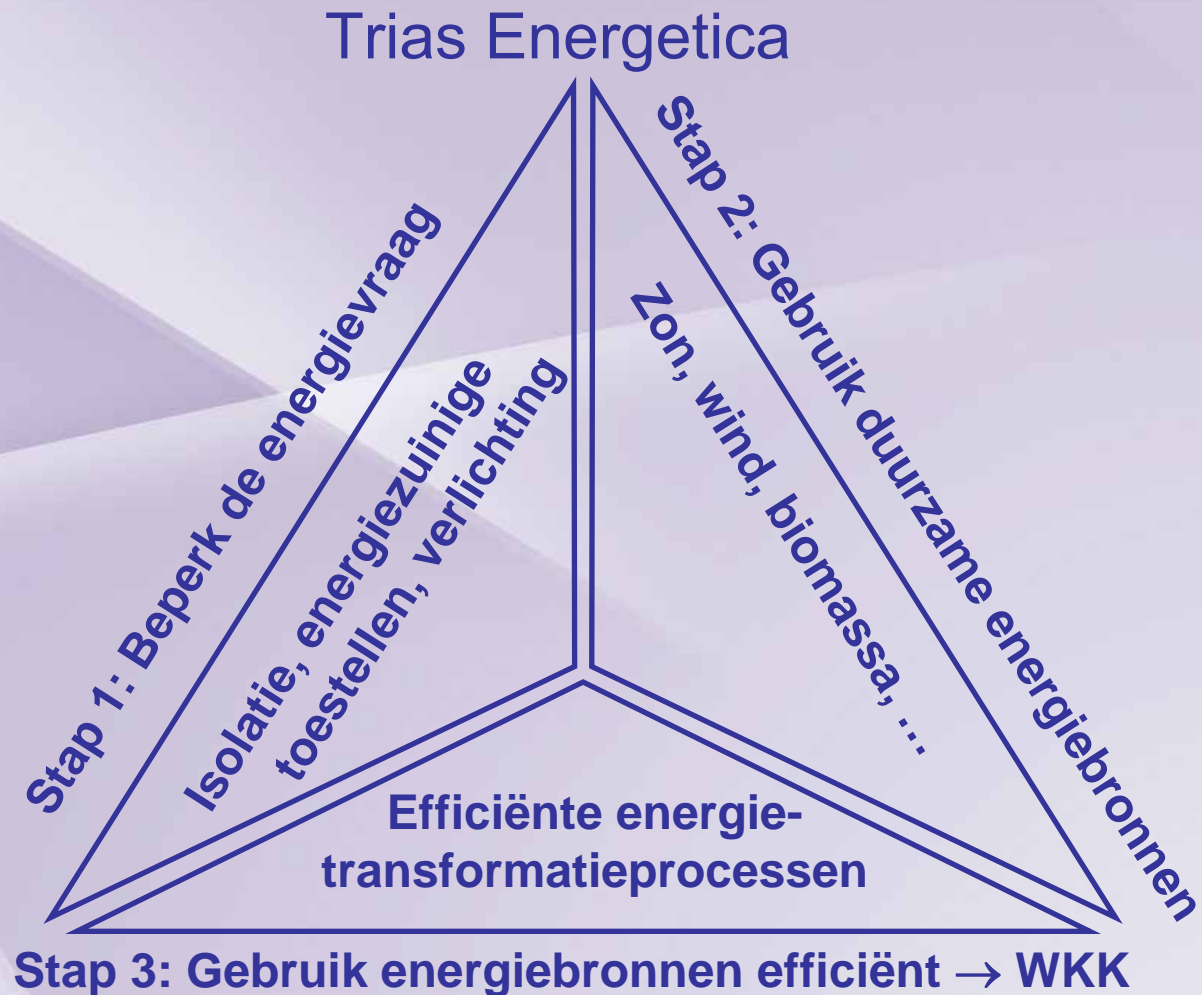 Trias Energetica
Stap 1: Beperk de energievraag
Isolatie, energiezuinige
toestellen, verlichting
Stap 2: Gebruik duurzame energiebronnen
Zon, wind, biomassa, …
Efficiënte energie-
transformatieprocessen
Stap 3: Gebruik energiebronnen efficiënt → WKK